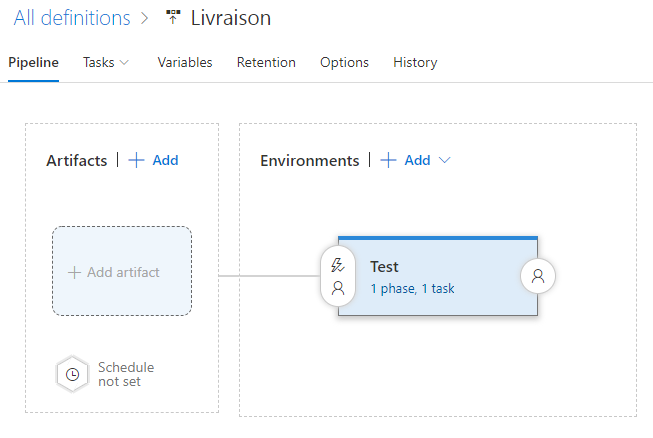 All definitions > Livraison
Pipeline Tasks Variables Retention Options History
Artifacts | + Add
Environments | + Add
+ Add artifact
Test
1 phase, 1 task
Schedule
not set